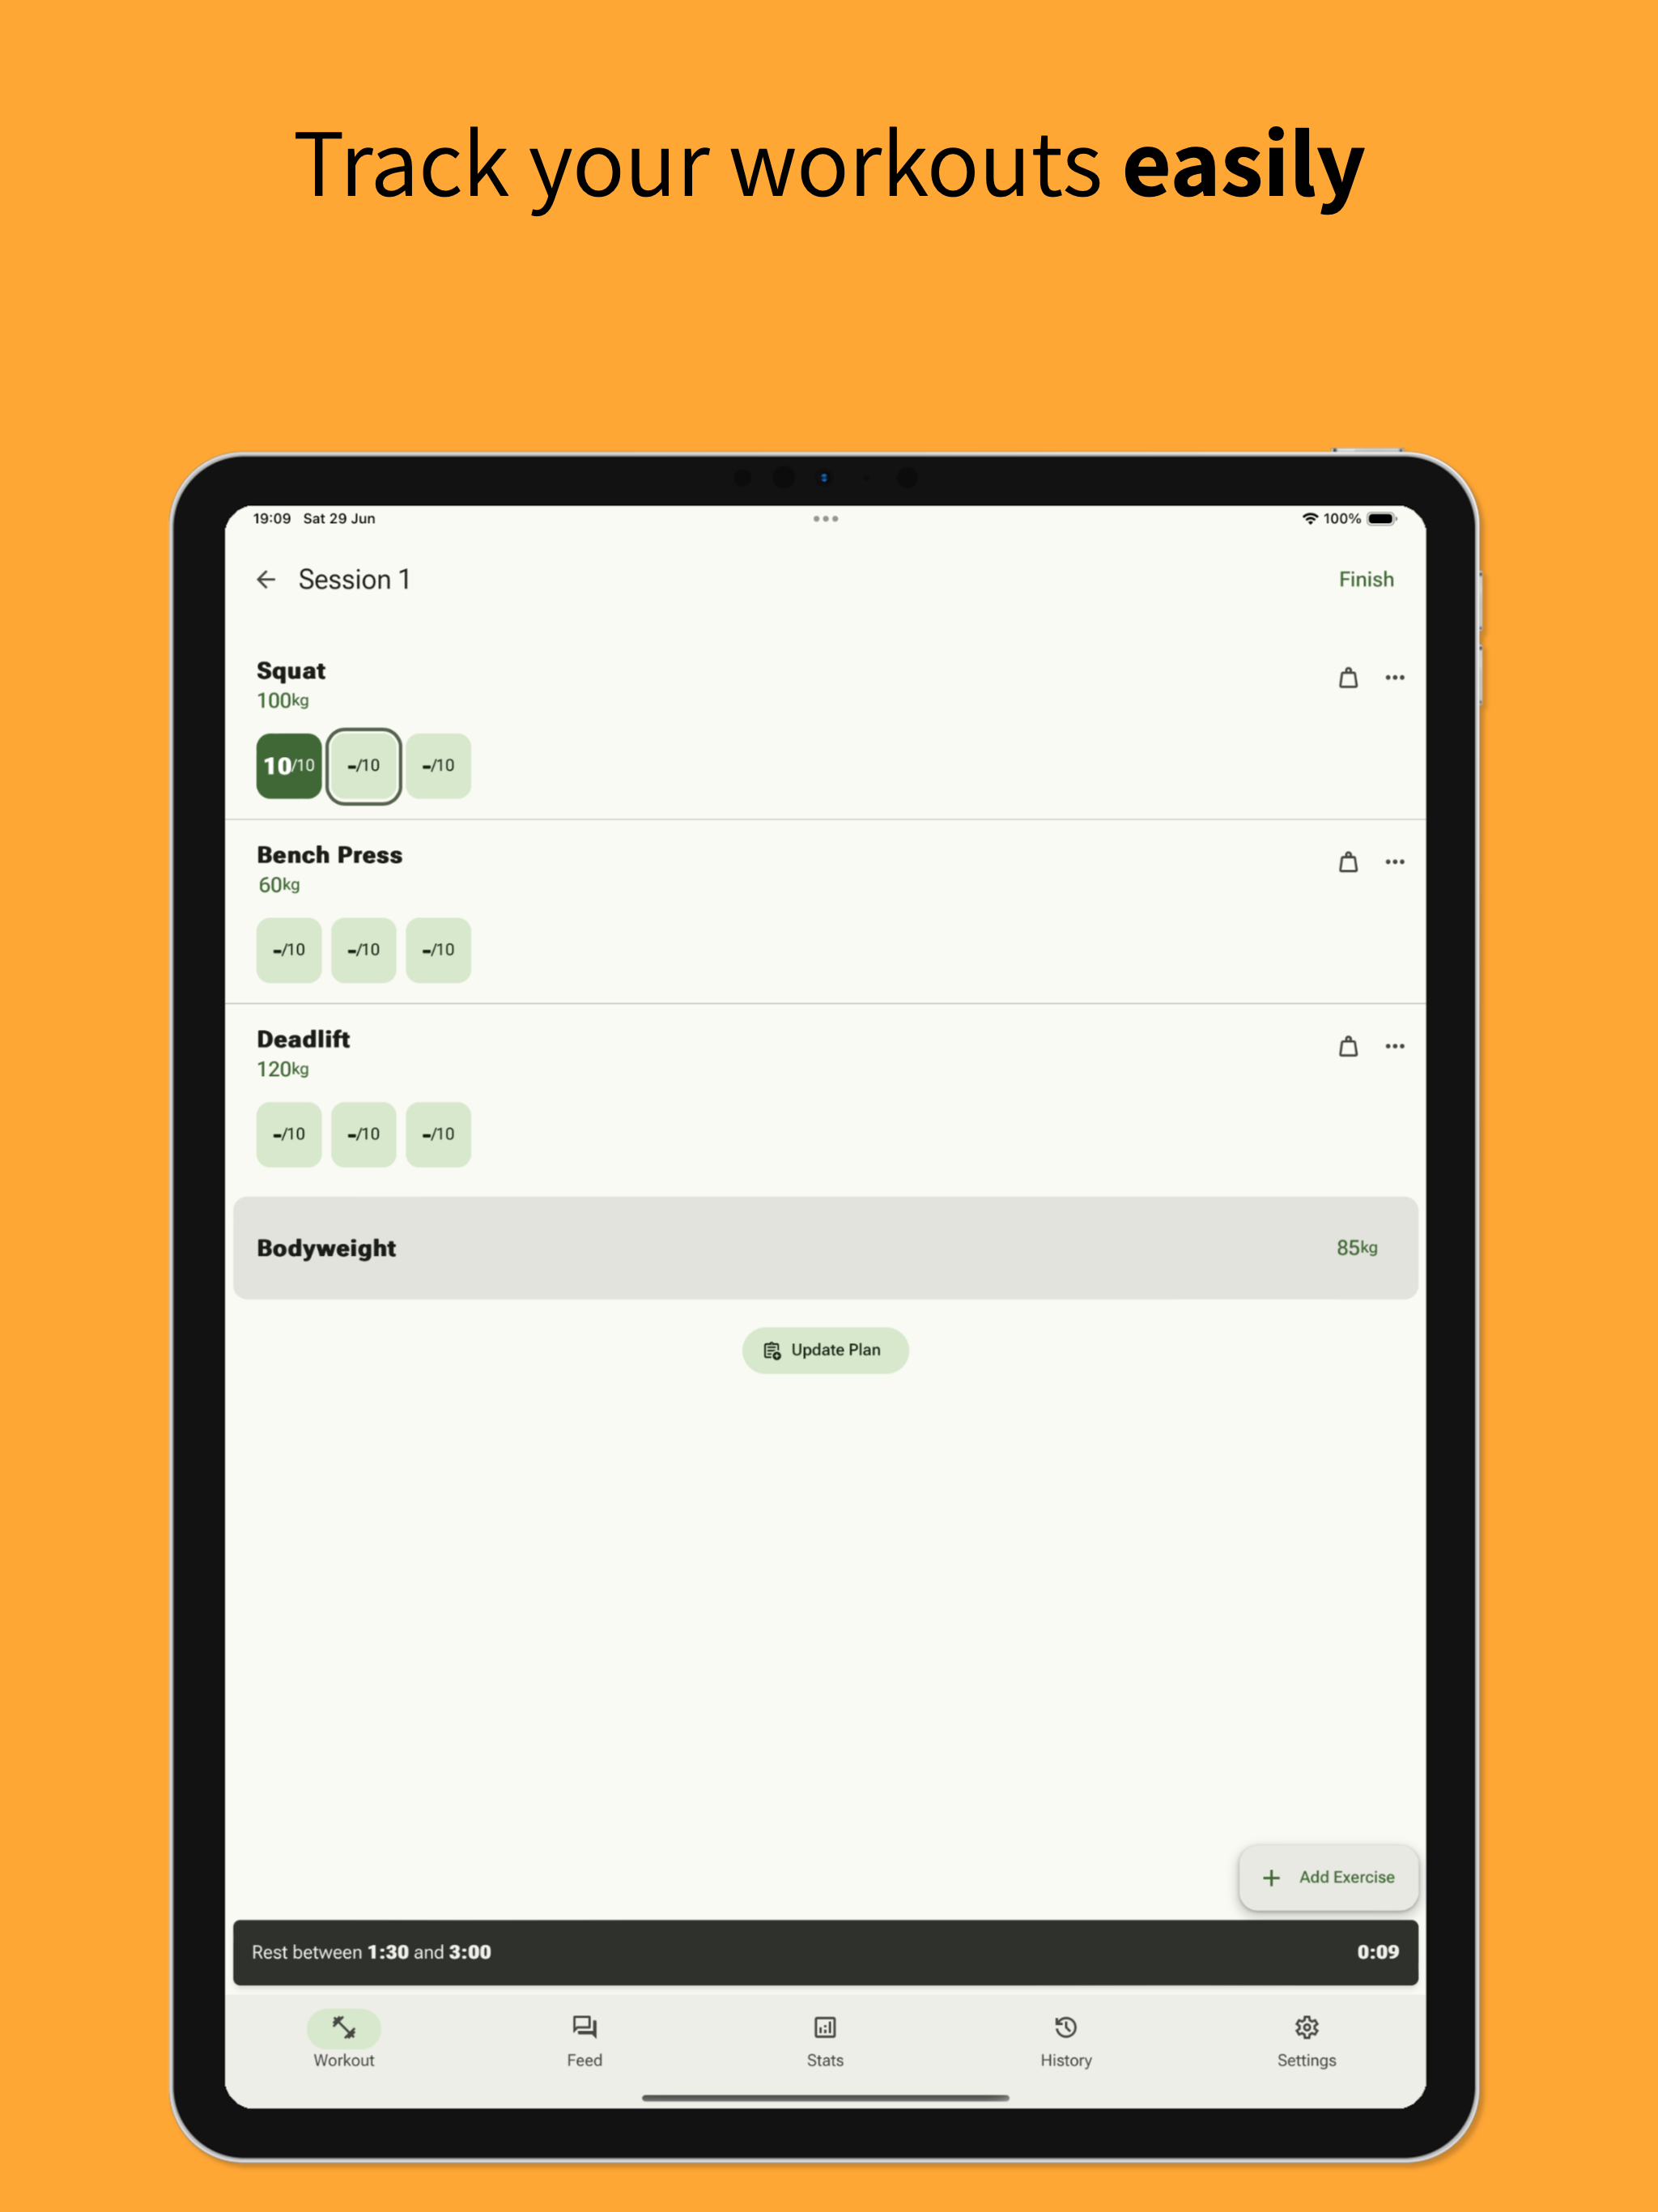 Track your workouts easily
19:09 Sat 29 Jun
100%
Session 1
Finish
Squat
100kg
10/10
-/10
-/10
Bench Press
60kg
-/10
-/10
-/10
Deadlift
120kg
-/10
-/10
-/10
Bodyweight
85kg
Update Plan
+ Add Exercise
Rest between 1:30 and 3:00
0:09
Workout
Feed
Stats
History
Settings